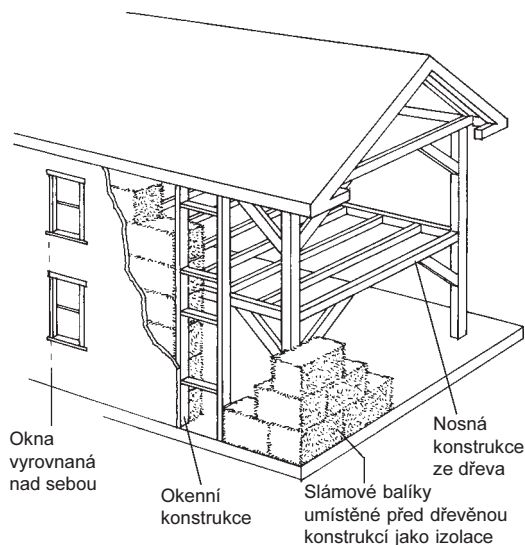 Okna
vyrovnaná
nad sebou
Okenní
konstrukce
Slámové balíky
umístěné před dřevěnou
konstrukcí jako izolace
Nosná
konstrukce
ze dřeva